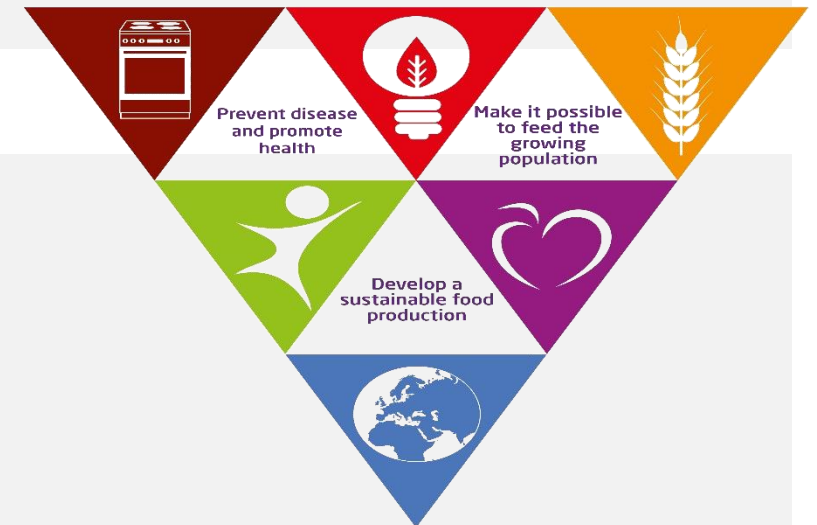 Prevent disease
and promote
health
Make it possible
to feed the
growing
population
Develop a
sustainable food
production